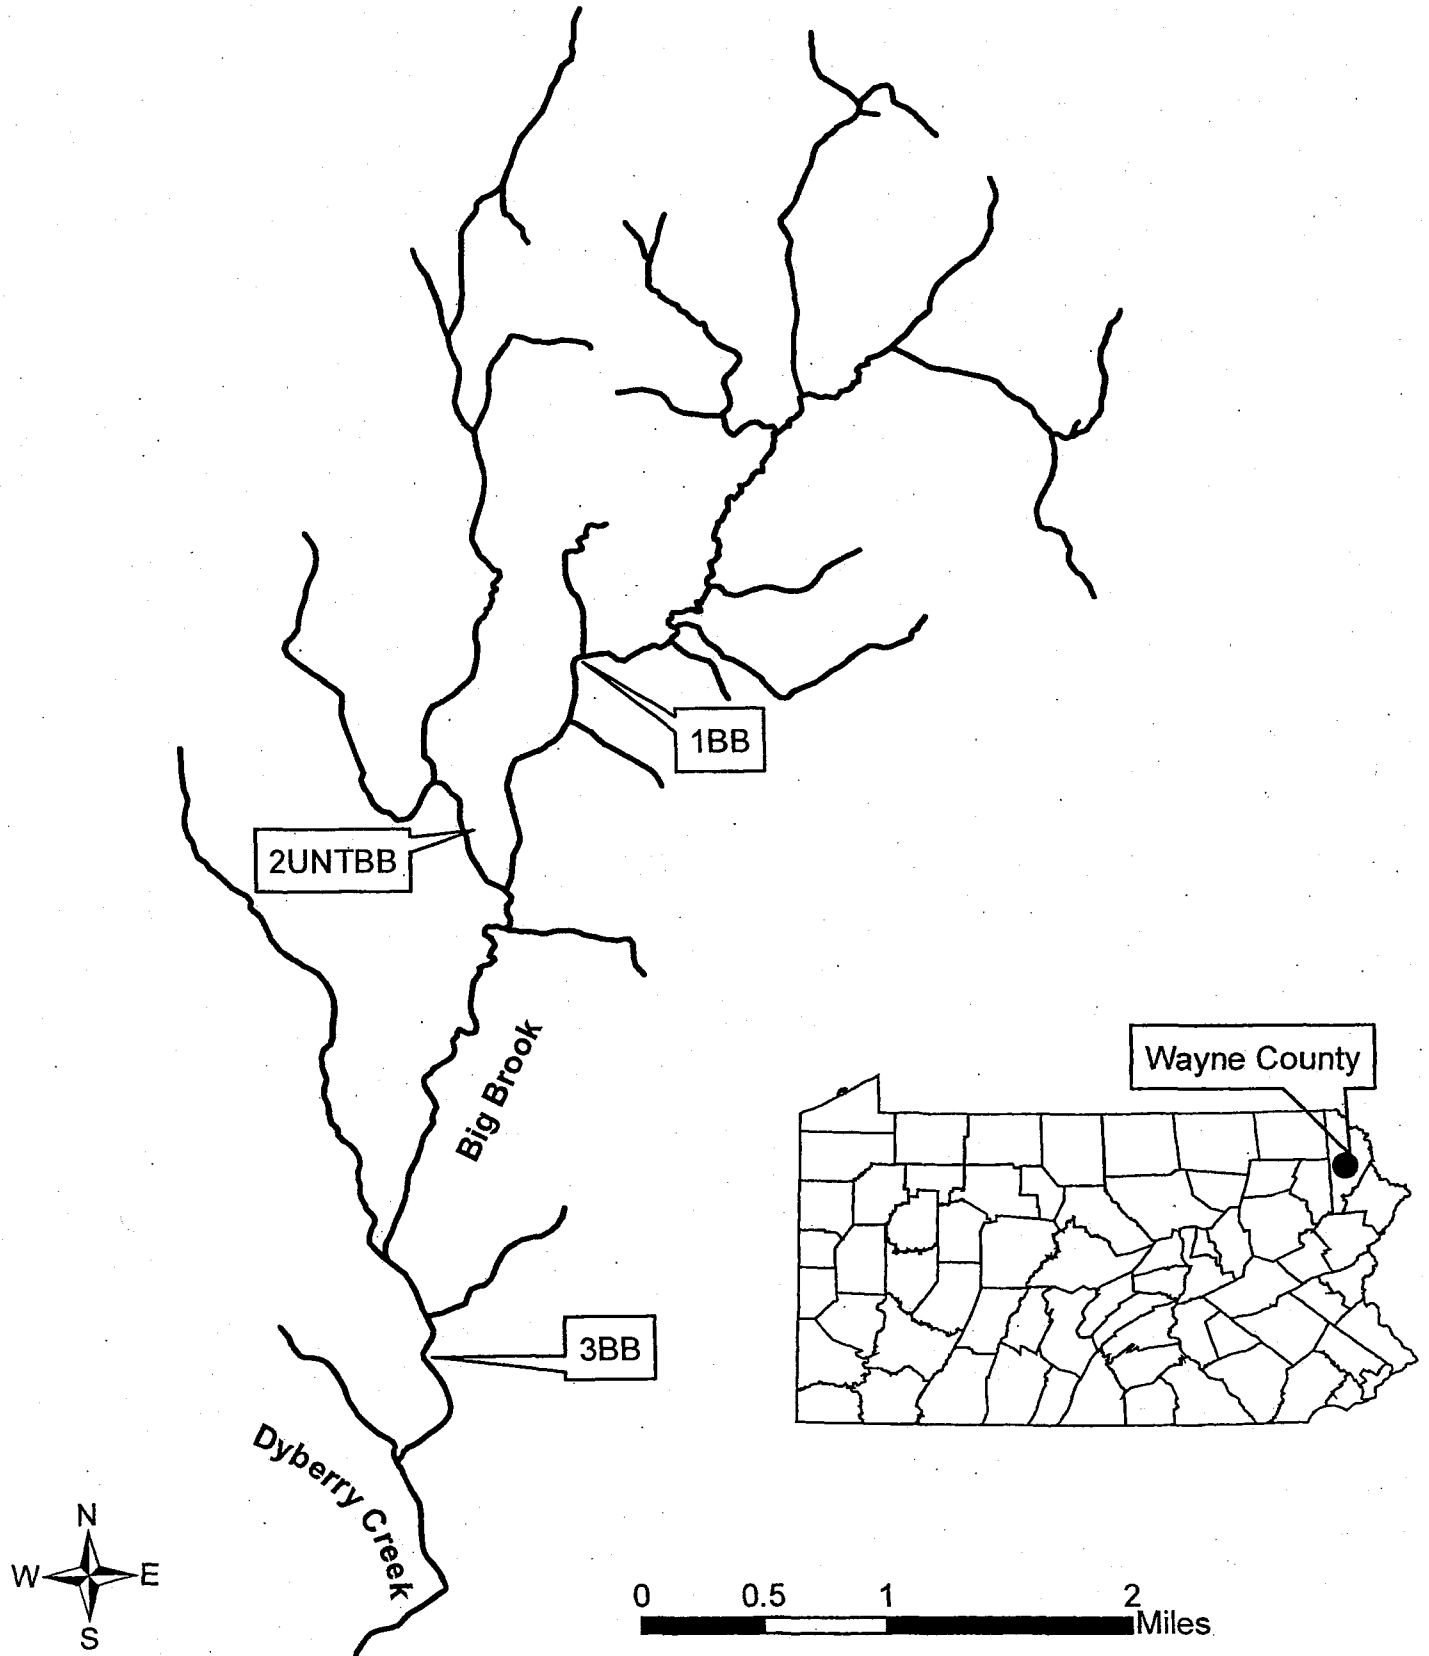 1BB
2UNTBB
Big Brook
Wayne County
3BB
Dyberry Creek
N
W E
S
0 0.5 1 2
Miles